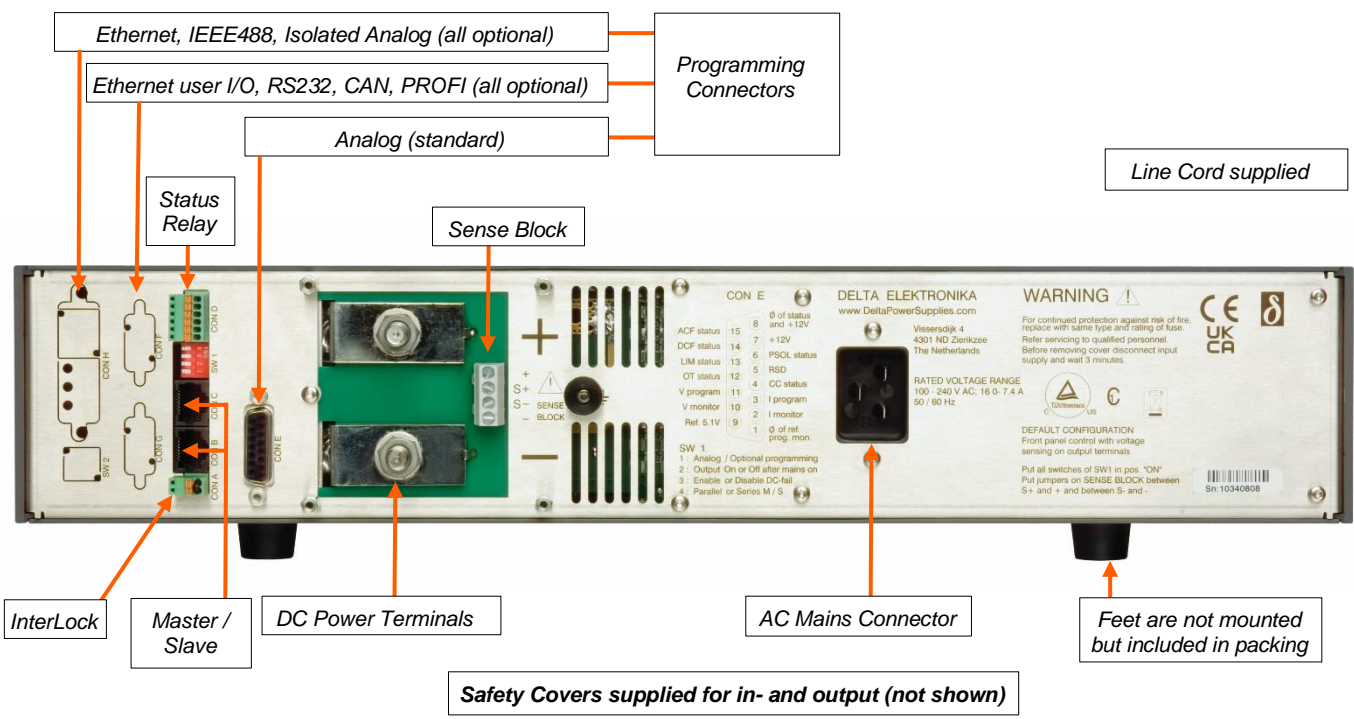 Ethernet, IEEE488, Isolated Analog (all optional)
Ethernet user I/O, RS232, CAN, PROFI (all optional)
Analog (standard)
Programming
Connectors
Line Cord supplied
Status
Relay
Sense Block
CON H
SW 2
CON F
CON G
CON D
SW 1
ON
1 2 3 4
CON C
CON B
CON A
CON E
+
S+
S−
−
SENSE
BLOCK
+
−
CON E
ACF status 15
DCF status 14
LIM status 13
OT status 12
V program 11
V monitor 10
Ref. 5.1V 9
8 Ø of status
and +12V
7 +12V
6 PSOL status
5 RSD
4 CC status
3 I program
2 I monitor
1 Ø of ref.
prog. mon.
SW 1
1 : Analog / Optional programming
2 : Output On or Off after mains on
3 : Enable or Disable DC-fail
4 : Parallel or Series M / S
DELTA ELEKTRONIKA
www.DeltaPowerSupplies.com
Vissersdijk 4
4301 ND Zierikzee
The Netherlands
RATED VOLTAGE RANGE
100 - 240 V AC; 16.0- 7.4 A
50 / 60 Hz
WARNING
For continued protection against risk of fire,
replace with same type and rating of fuse.
Refer servicing to qualified personnel.
Before removing cover disconnect input
supply and wait 3 minutes.
CE
UK
CA
δ
TÜVRheinland
C US
DEFAULT CONFIGURATION
Front panel control with voltage
sensing on output terminals.
Put all switches of SW1 in pos. "ON"
Put jumpers on SENSE BLOCK between
S+ and + and between S- and -
Sn:10340808
InterLock
Master /
Slave
DC Power Terminals
AC Mains Connector
Feet are not mounted
but included in packing
Safety Covers supplied for in- and output (not shown)